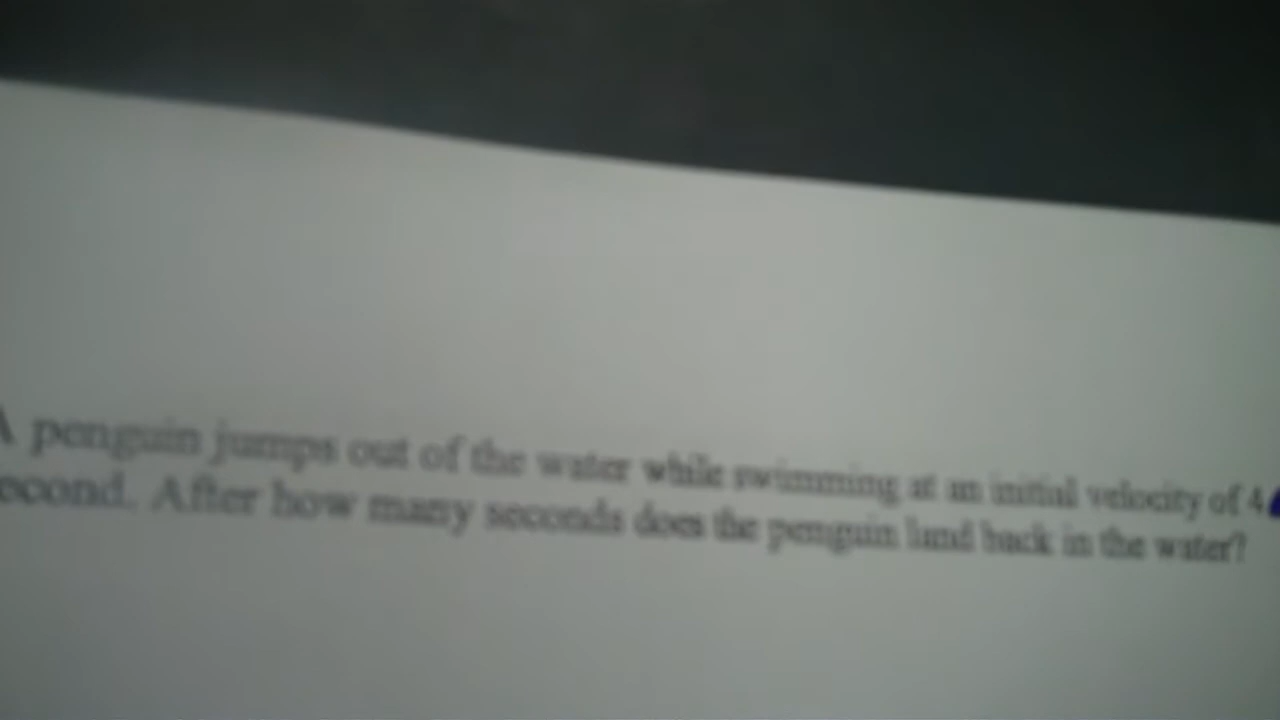 A penguin jumps out of the water while swimming at an initial velocity of 4
econd. After how many seconds does the penguin land back in the water?